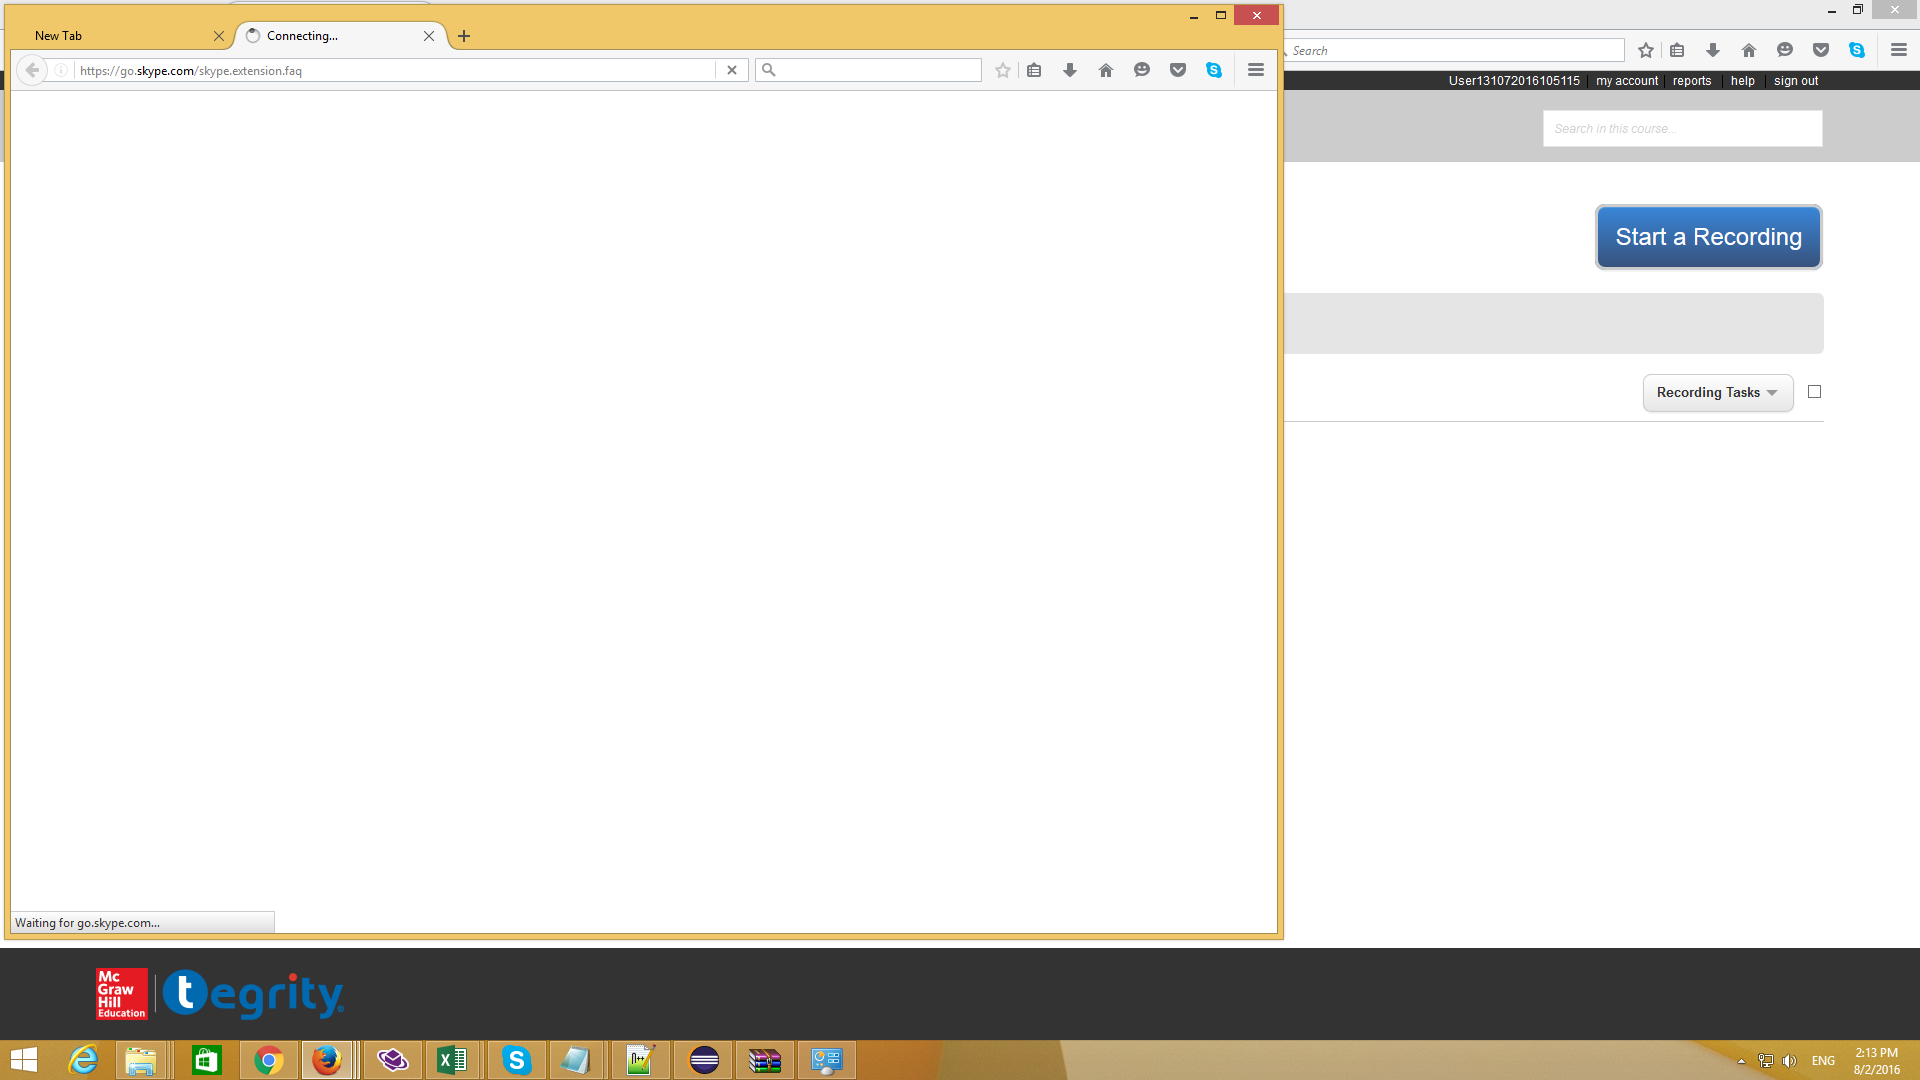 New Tab
Connecting...
https://go.skype.com/skype.extension.faq
Search
User131072016105115
my account
reports
help
sign out
Search in this course...
Start a Recording
Recording Tasks
Waiting for go.skype.com...
Mc
Graw
Hill
Education
tegrity
ENG
2:13 PM
8/2/2016